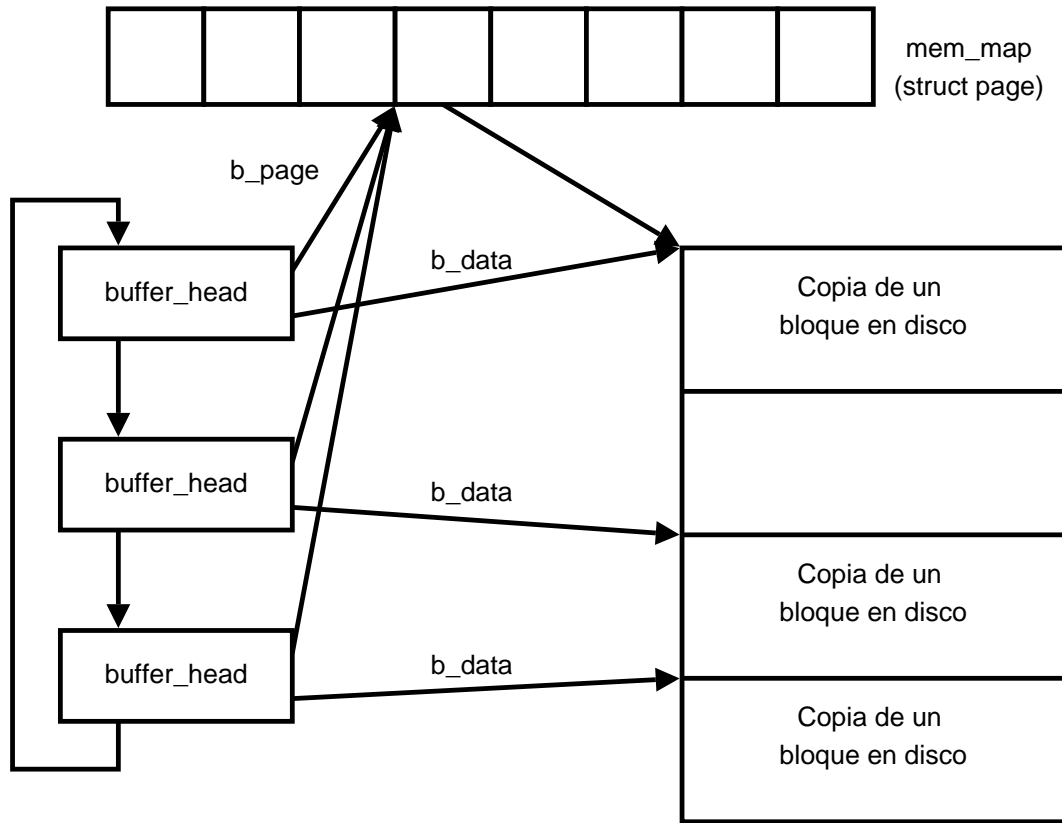 mem_map
(struct page)
b_page
b_data
buffer_head
Copia de un
bloque en disco
buffer_head
b_data
Copia de un
bloque en disco
buffer_head
b_data
Copia de un
bloque en disco